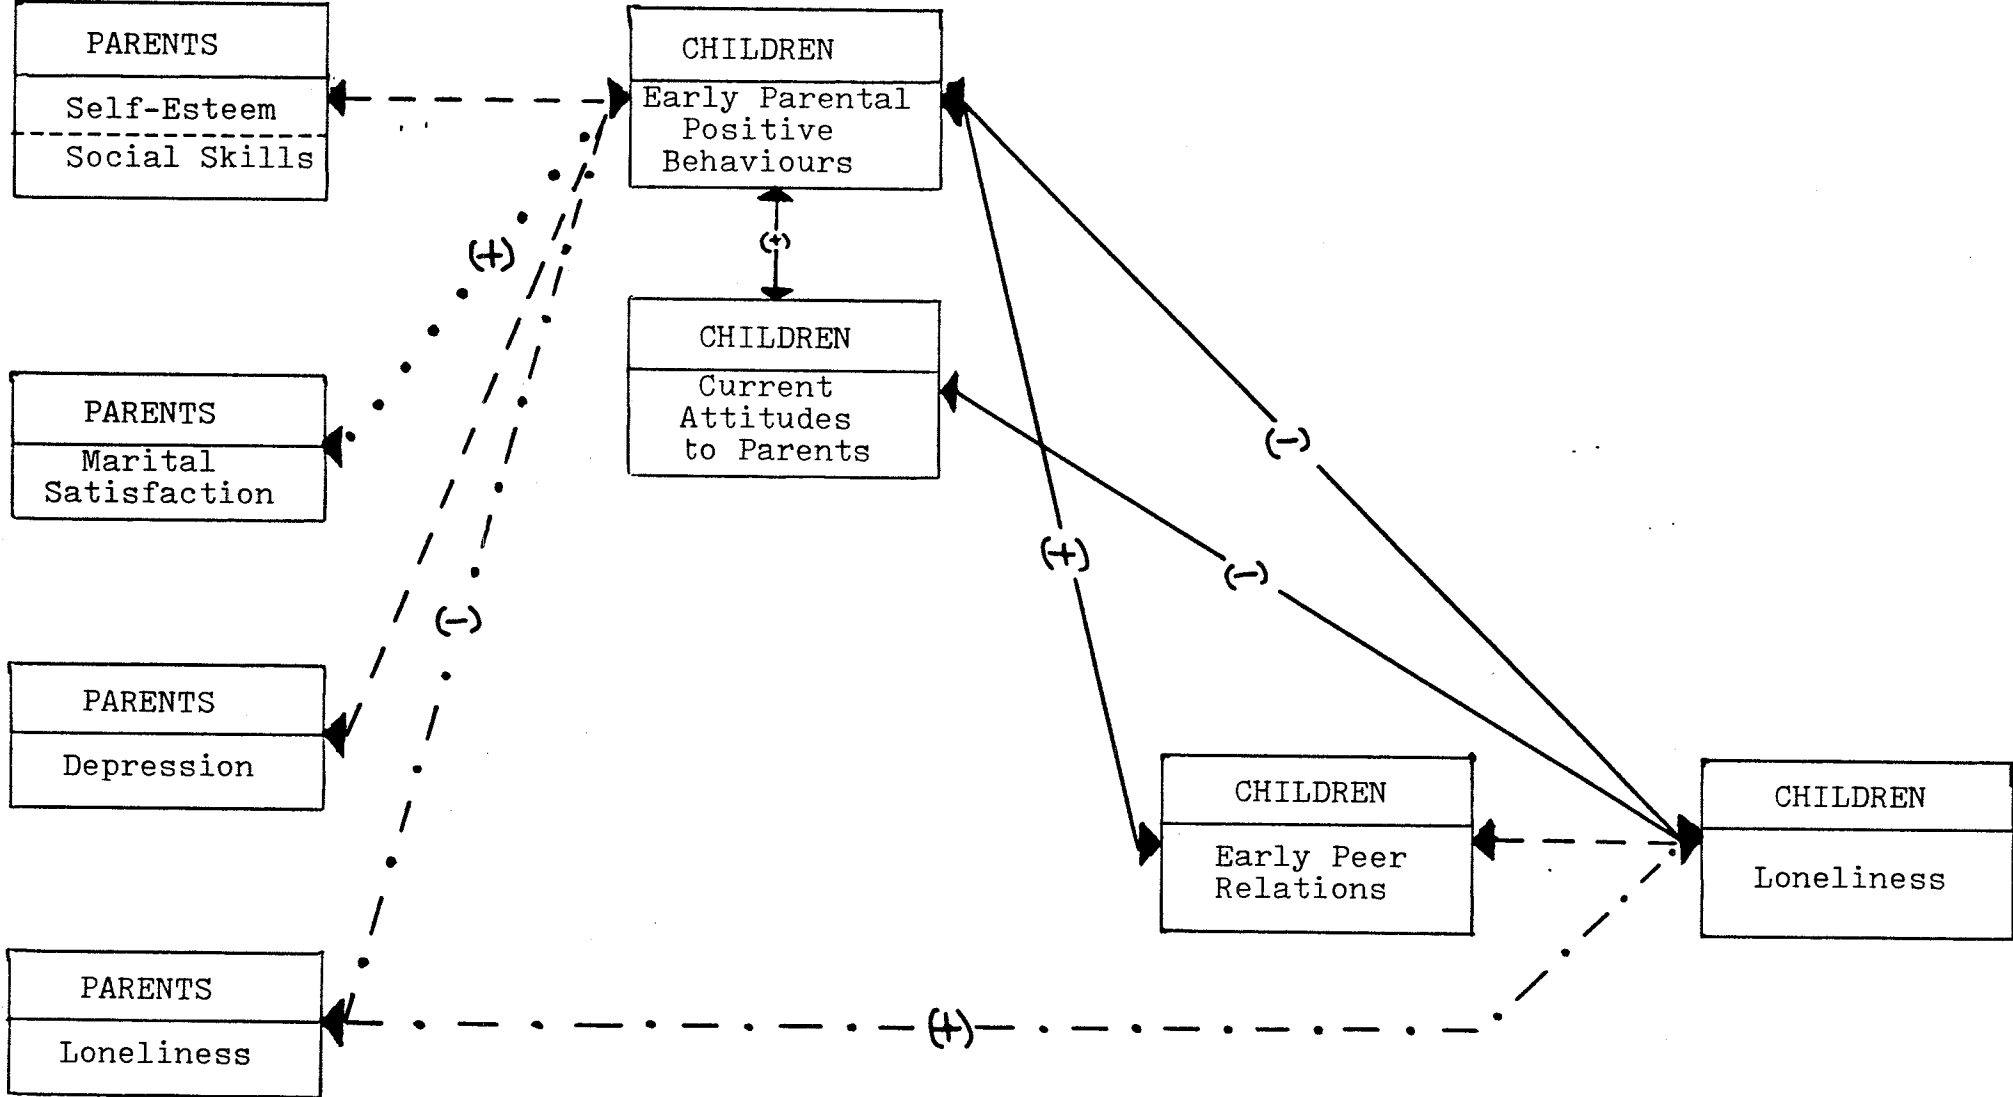 PARENTS
Self-Esteem
Social Skills
CHILDREN
Early Parental
Positive
Behaviours
(+)
(+)
CHILDREN
Current
Attitudes
to Parents
PARENTS
Marital
Satisfaction
(-)
(+)
(-)
(-)
PARENTS
Depression
CHILDREN
Early Peer
Relations
CHILDREN
Loneliness
PARENTS
Loneliness
(+)